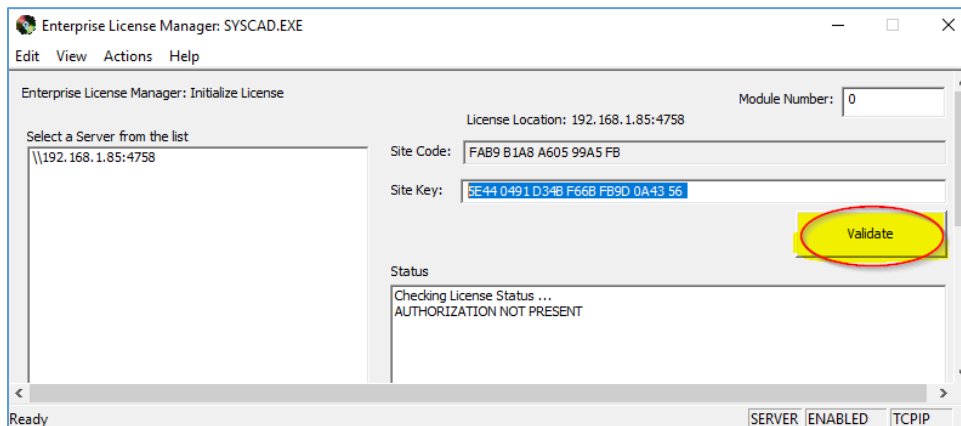 Enterprise License Manager: SYSCAD.EXE
Edit View Actions Help
Enterprise License Manager: Initialize License
Module Number: 0
License Location: 192.168.1.85:4758
Select a Server from the list
\\192.168.1.85:4758
Site Code: FAB9 B1A8 A605 99A5 FB
Site Key: 5E44 0491 D34B F66B FB9D 0A43 56
Validate
Status
Checking License Status ...
AUTHORIZATION NOT PRESENT
Ready
SERVER ENABLED TCPIP